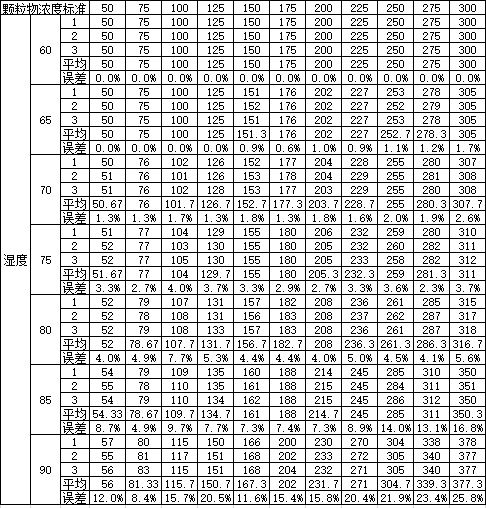 颗粒物浓度标准 50 75 100 125 150 175 200 225 250 275 300
湿度
60
1 50 75 100 125 150 175 200 225 250 275 300
2 50 75 100 125 150 175 200 225 250 275 300
3 50 75 100 125 150 175 200 225 250 275 300
平均 50 75 100 125 150 175 200 225 250 275 300
误差 0.0% 0.0% 0.0% 0.0% 0.0% 0.0% 0.0% 0.0% 0.0% 0.0% 0.0%
65
1 50 75 100 125 151 176 202 227 253 278 305
2 50 75 100 125 152 176 202 227 252 279 305
3 50 75 100 125 151 176 202 227 253 278 305
平均 50 75 100 125 151.3 176 202 227 252.7 278.3 305
误差 0.0% 0.0% 0.0% 0.0% 0.9% 0.6% 1.0% 0.9% 1.1% 1.2% 1.7%
70
1 50 76 102 126 152 177 204 228 255 280 307
2 51 76 101 126 153 178 204 229 255 281 308
3 51 76 102 128 153 177 203 229 255 280 308
平均 50.67 76 101.7 126.7 152.7 177.3 203.7 228.7 255 280.3 307.7
误差 1.3% 1.3% 1.7% 1.3% 1.8% 1.3% 1.8% 1.6% 2.0% 1.9% 2.6%
75
1 51 77 104 129 155 180 206 232 259 280 310
2 52 77 103 130 155 180 205 232 260 282 311
3 52 77 105 130 155 180 205 233 258 282 312
平均 51.67 77 104 129.7 155 180 205.3 232.3 259 281.3 311
误差 3.3% 2.7% 4.0% 3.7% 3.3% 2.9% 2.7% 3.3% 3.6% 2.3% 3.7%
80
1 52 79 107 131 157 182 208 236 261 285 315
2 52 78 108 131 156 183 208 237 262 287 317
3 52 79 108 133 157 183 208 236 261 287 318
平均 52 78.67 107.7 131.7 156.7 182.7 208 236.3 261.3 286.3 316.7
误差 4.0% 4.9% 7.7% 5.3% 4.4% 4.4% 4.0% 5.0% 4.5% 4.1% 5.6%
85
1 54 79 109 135 160 188 214 245 285 310 350
2 55 78 110 135 161 188 215 245 284 311 351
3 54 79 110 134 162 188 215 245 286 312 350
平均 54.33 78.67 109.7 134.7 161 188 214.7 245 285 311 350.3
误差 8.7% 4.9% 9.7% 7.7% 7.3% 7.4% 7.3% 8.9% 14.0% 13.1% 16.8%
90
1 57 80 115 150 166 200 230 270 304 338 378
2 55 81 117 151 168 202 233 272 305 340 377
3 56 83 115 151 168 204 232 271 305 340 377
平均 56 81.33 115.7 150.7 167.3 202 231.7 271 304.7 339.3 377.3
误差 12.0% 8.4% 15.7% 20.5% 11.6% 15.4% 15.8% 20.4% 21.9% 23.4% 25.8%